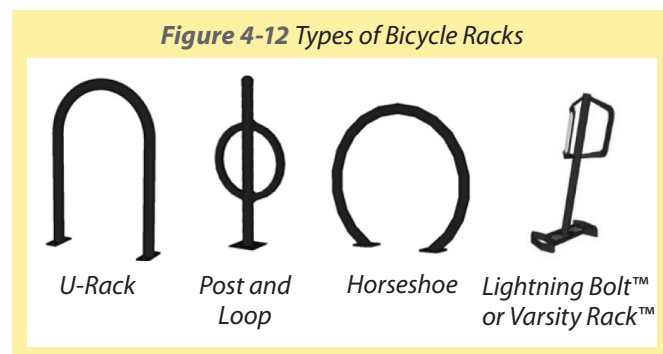 Figure 4-12 Types of Bicycle Racks
U-Rack
Post and
Loop
Horseshoe
Lightning Bolt™
or Varsity Rack™